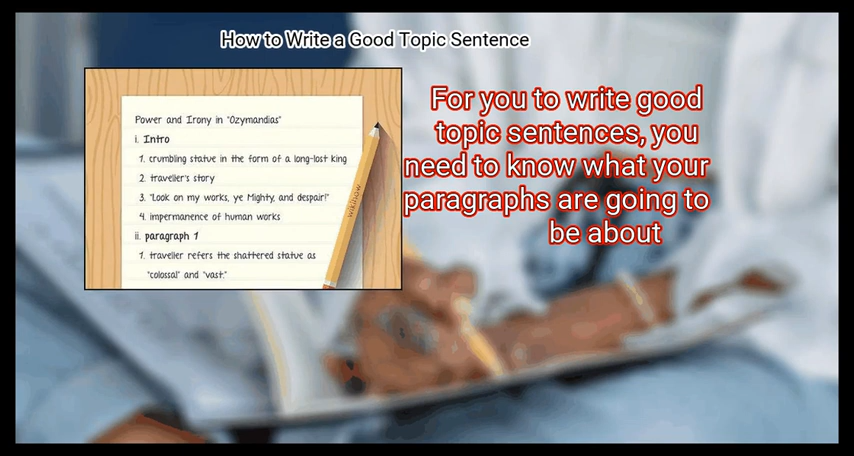 How to Write a Good Topic Sentence
Power and Irony in "Ozymandias"
i. Intro
1. crumbling statue in the form of a long-lost king
2. traveller's story
3. "Look on my works, ye Mighty, and despair!"
4. impermanence of human works
ii. paragraph 1
1. traveller refers the shattered statue as
"colossal" and "vast."
wikiHow
For you to write good
topic sentences, you
need to know what your
paragraphs are going to
be about